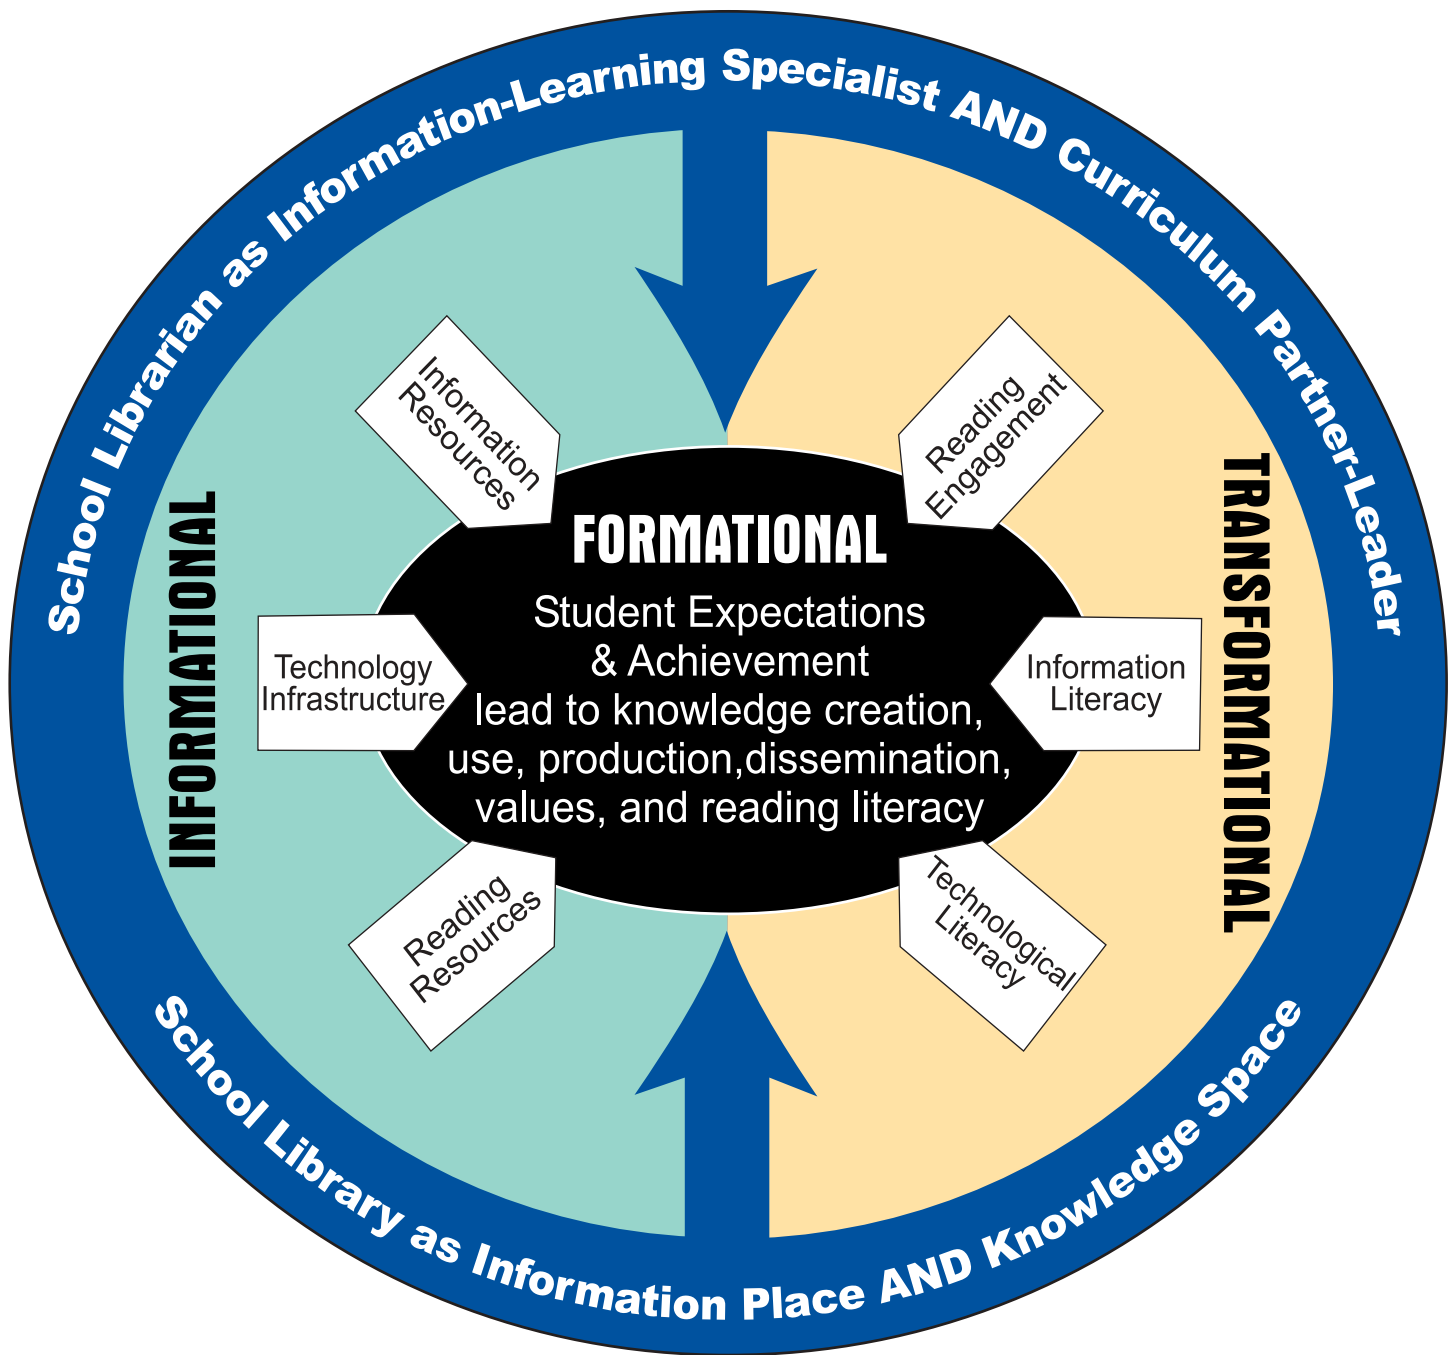 School Librarian as Information-Learning Specialist AND Curriculum Partner-Leader
INFORMATIONAL
Information
Resources
Technology
Infrastructure
Reading
Resources
FORMATIONAL
Student Expectations
& Achievement
lead to knowledge creation,
use, production,dissemination,
values, and reading literacy
Reading
Engagement
Information
Literacy
Technological
Literacy
TRANSFORMATIONAL
School Library as Information Place AND Knowledge Space